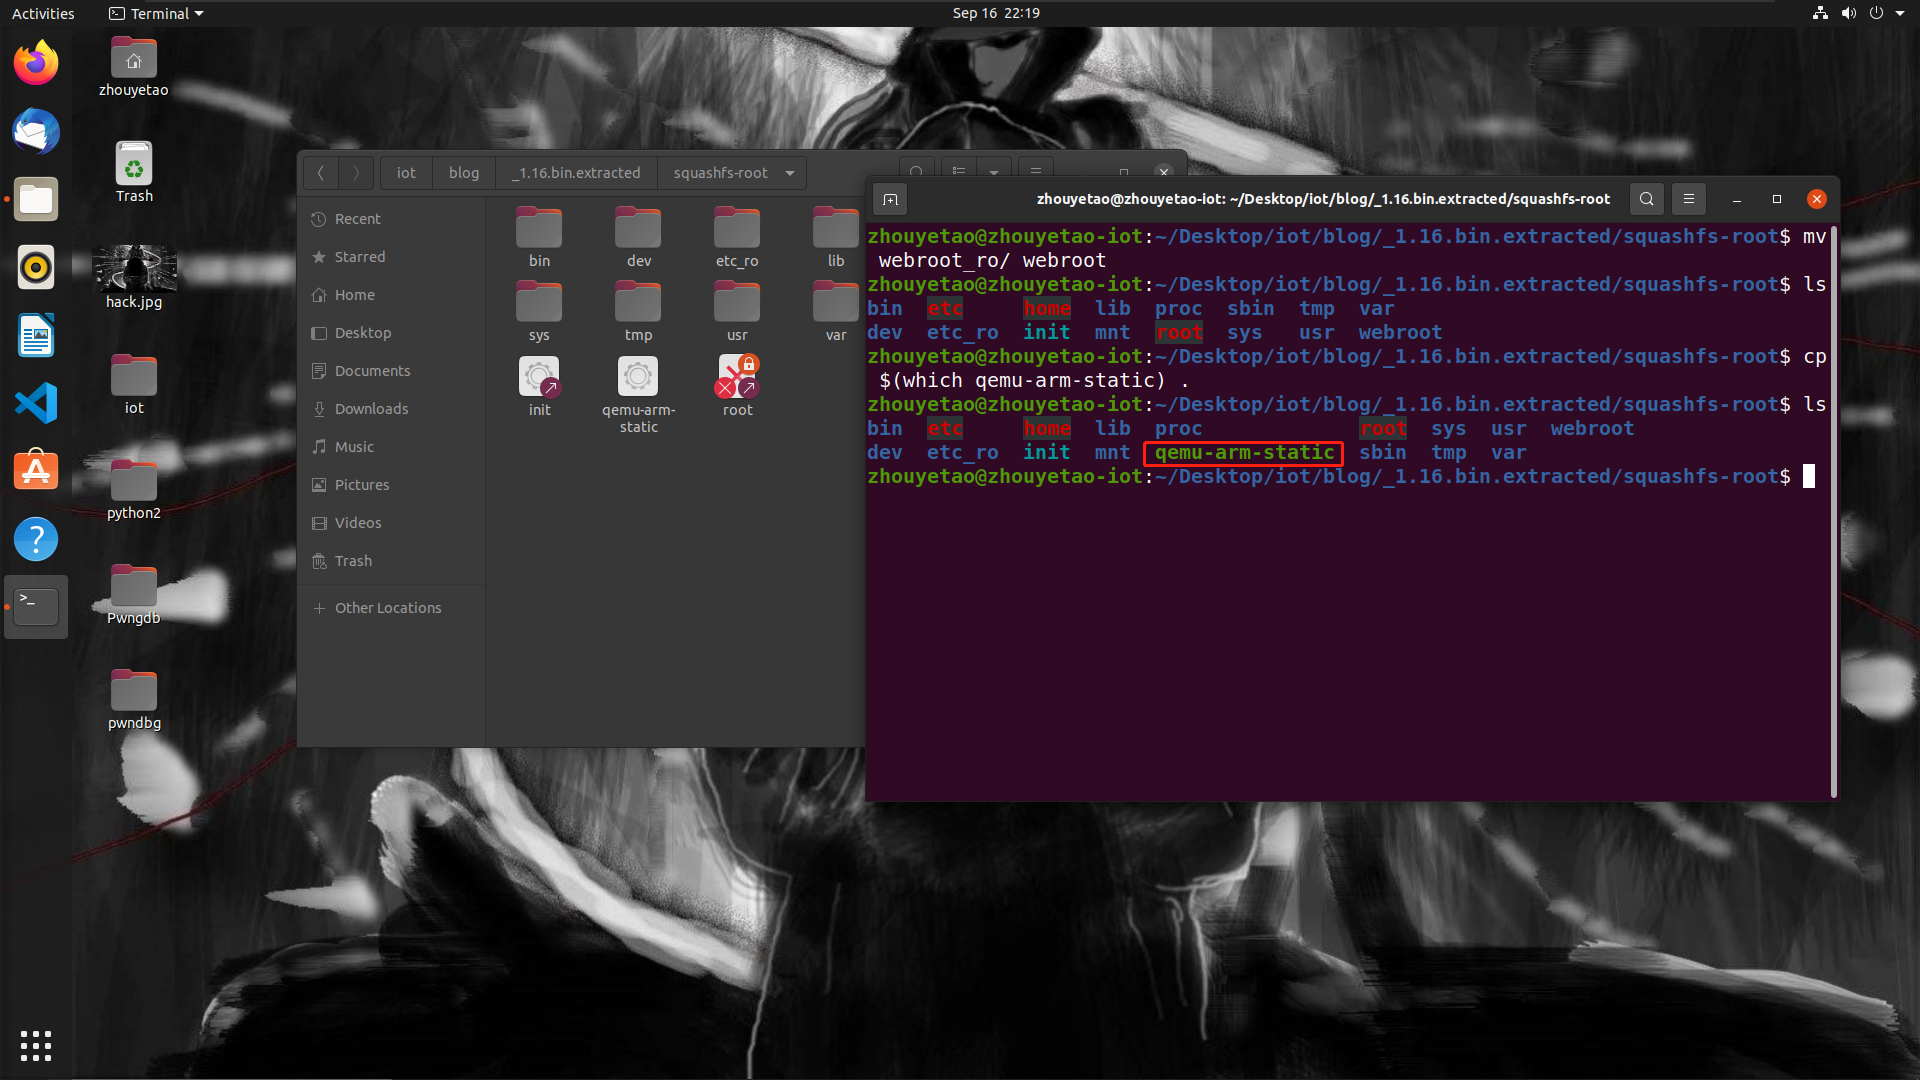 Activities
Terminal
Sep 16 22:19
zhouyetao
Trash
hack.jpg
iot
python2
Pwngdb
pwndbg
iot
blog
_1.16.bin.extracted
squashfs-root
Recent
Starred
Home
Desktop
Documents
Downloads
Music
Pictures
Videos
Trash
Other Locations
bin
dev
etc_ro
lib
sys
tmp
usr
var
init
qemu-arm-
static
root
zhouyetao@zhouyetao-iot: ~/Desktop/iot/blog/_1.16.bin.extracted/squashfs-root
zhouyetao@zhouyetao-iot:~/Desktop/iot/blog/_1.16.bin.extracted/squashfs-root$ mv
webroot_ro/ webroot
zhouyetao@zhouyetao-iot:~/Desktop/iot/blog/_1.16.bin.extracted/squashfs-root$ ls
bin etc home lib proc sbin tmp var
dev etc_ro init mnt root sys usr webroot
zhouyetao@zhouyetao-iot:~/Desktop/iot/blog/_1.16.bin.extracted/squashfs-root$ cp
$(which qemu-arm-static) .
zhouyetao@zhouyetao-iot:~/Desktop/iot/blog/_1.16.bin.extracted/squashfs-root$ ls
bin etc home lib proc root sys usr webroot
dev etc_ro init mnt qemu-arm-static sbin tmp var
zhouyetao@zhouyetao-iot:~/Desktop/iot/blog/_1.16.bin.extracted/squashfs-root$